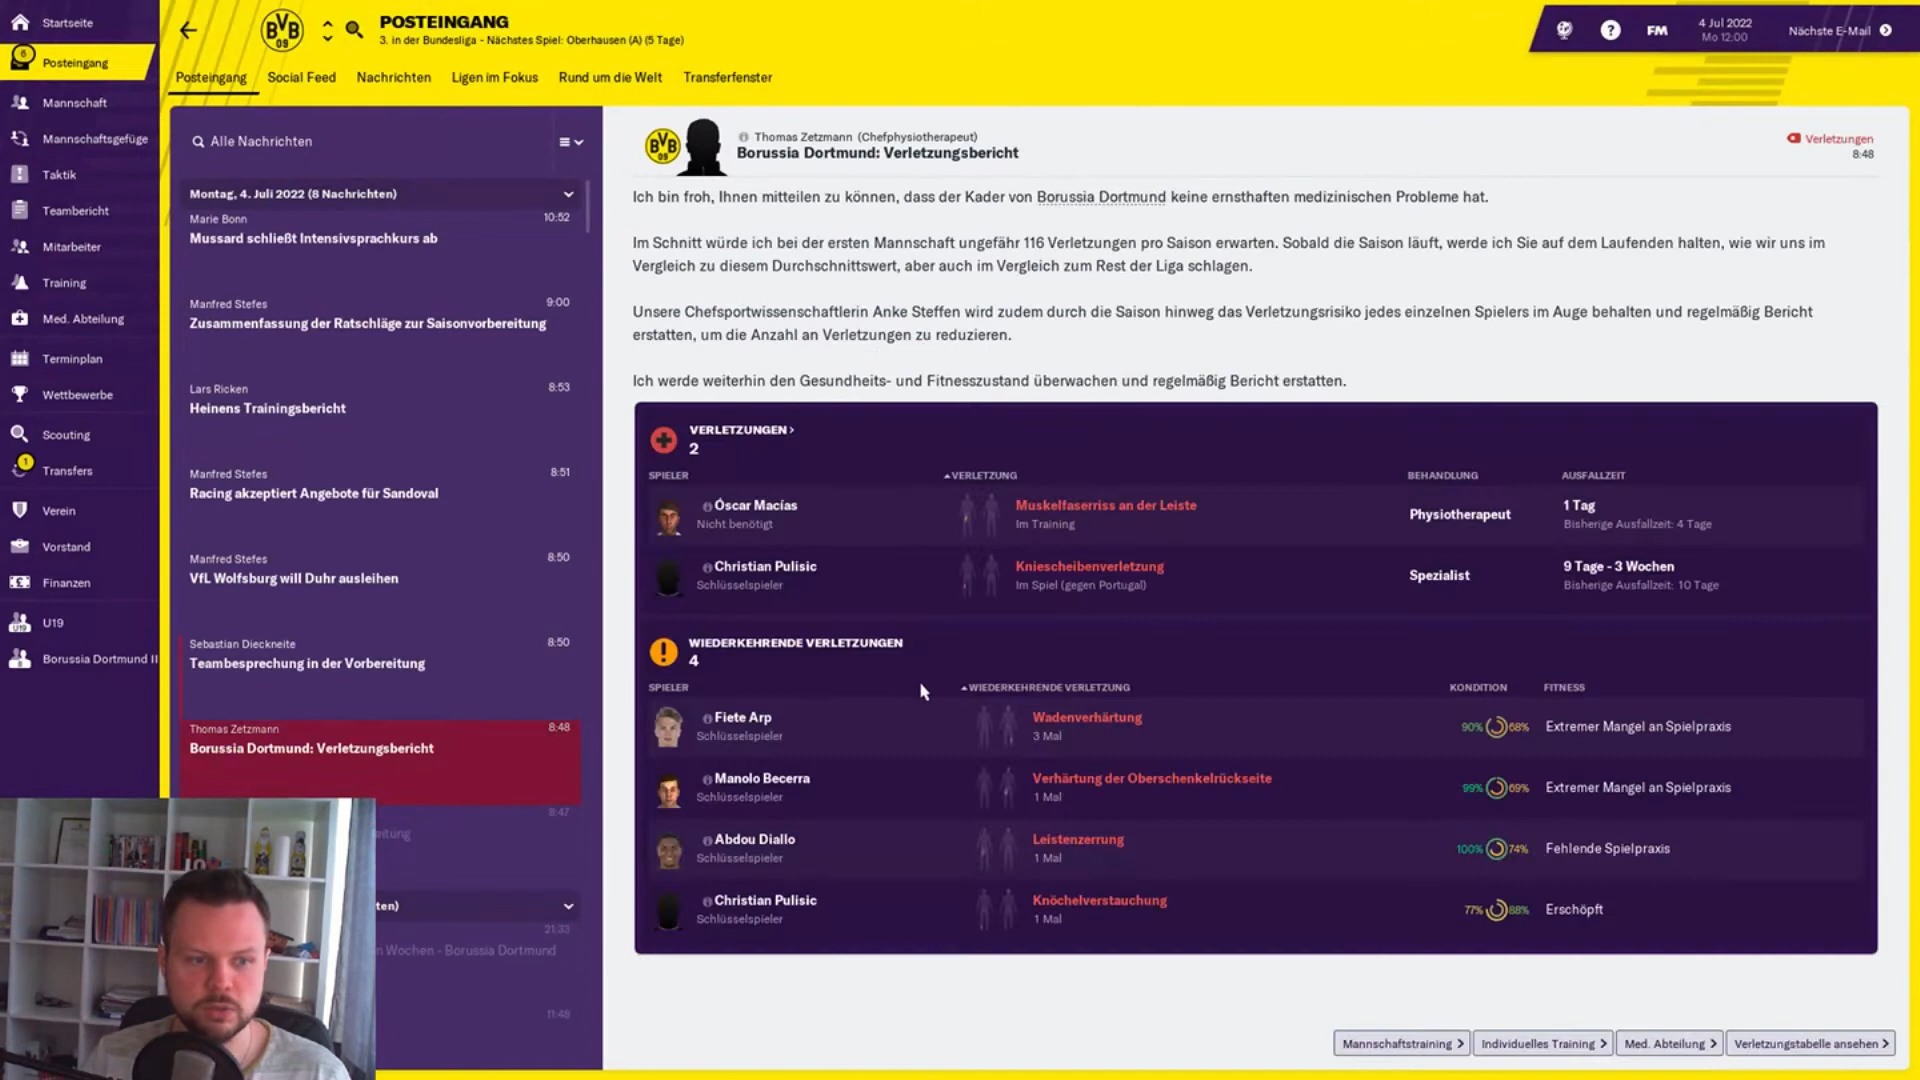 Startseite
6
Posteingang
Mannschaft
Mannschaftsgefüge
Taktik
Teambericht
Mitarbeiter
Training
Med. Abteilung
Terminplan
Wettbewerbe
Scouting
1
Transfers
Verein
Vorstand
Finanzen
U19
U19
Borussia Dortmund II
BVB
09
POSTEINGANG
3. in der Bundesliga - Nächstes Spiel: Oberhausen (A) (5 Tage)
?
FM
4 Jul 2022
Mo 12:00
Nächste E-Mail
Posteingang
Social Feed
Nachrichten
Ligen im Fokus
Rund um die Welt
Transferfenster
Alle Nachrichten
Montag, 4. Juli 2022 (8 Nachrichten)
Marie Bonn 10:52
Mussard schließt Intensivsprachkurs ab
Manfred Stefes 9:00
Zusammenfassung der Ratschläge zur Saisonvorbereitung
Lars Ricken 8:53
Heinens Trainingsbericht
Manfred Stefes 8:51
Racing akzeptiert Angebote für Sandoval
Manfred Stefes 8:50
VfL Wolfsburg will Duhr ausleihen
Sebastian Dieckneite 8:50
Teambesprechung in der Vorbereitung
Thomas Zetzmann 8:48
Borussia Dortmund: Verletzungsbericht
8:47
eitung
ten)
21:33
n Wochen - Borussia Dortmund
11:48
BVB
09
Thomas Zetzmann (Chefphysiotherapeut)
Borussia Dortmund: Verletzungsbericht
Verletzungen
8:48
Ich bin froh, Ihnen mitteilen zu können, dass der Kader von Borussia Dortmund keine ernsthaften medizinischen Probleme hat.
Im Schnitt würde ich bei der ersten Mannschaft ungefähr 116 Verletzungen pro Saison erwarten. Sobald die Saison läuft, werde ich Sie auf dem Laufenden halten, wie wir uns im
Vergleich zu diesem Durchschnittswert, aber auch im Vergleich zum Rest der Liga schlagen.
Unsere Chefsportwissenschaftlerin Anke Steffen wird zudem durch die Saison hinweg das Verletzungsrisiko jedes einzelnen Spielers im Auge behalten und regelmäßig Bericht
erstatten, um die Anzahl an Verletzungen zu reduzieren.
Ich werde weiterhin den Gesundheits- und Fitnesszustand überwachen und regelmäßig Bericht erstatten.
VERLETZUNGEN >
2
SPIELER VERLETZUNG BEHANDLUNG AUSFALLZEIT
Óscar Macías Muskelfaserriss an der Leiste Physiotherapeut 1 Tag
Nicht benötigt Im Training Bisherige Ausfallzeit: 4 Tage
Christian Pulisic Kniescheibenverletzung Spezialist 9 Tage - 3 Wochen
Schlüsselspieler Im Spiel (gegen Portugal) Bisherige Ausfallzeit: 10 Tage
WIEDERKEHRENDE VERLETZUNGEN
4
SPIELER WIEDERKEHRENDE VERLETZUNG KONDITION FITNESS
Fiete Arp Wadenverhärtung 90% 68% Extremer Mangel an Spielpraxis
Schlüsselspieler 3 Mal
Manolo Becerra Verhärtung der Oberschenkelrückseite 99% 69% Extremer Mangel an Spielpraxis
Schlüsselspieler 1 Mal
Abdou Diallo Leistenzerrung 100% 74% Fehlende Spielpraxis
Schlüsselspieler 1 Mal
Christian Pulisic Knöchelverstauchung 77% 88% Erschöpft
Schlüsselspieler 1 Mal
Mannschaftstraining >
Individuelles Training >
Med. Abteilung >
Verletzungstabelle ansehen >